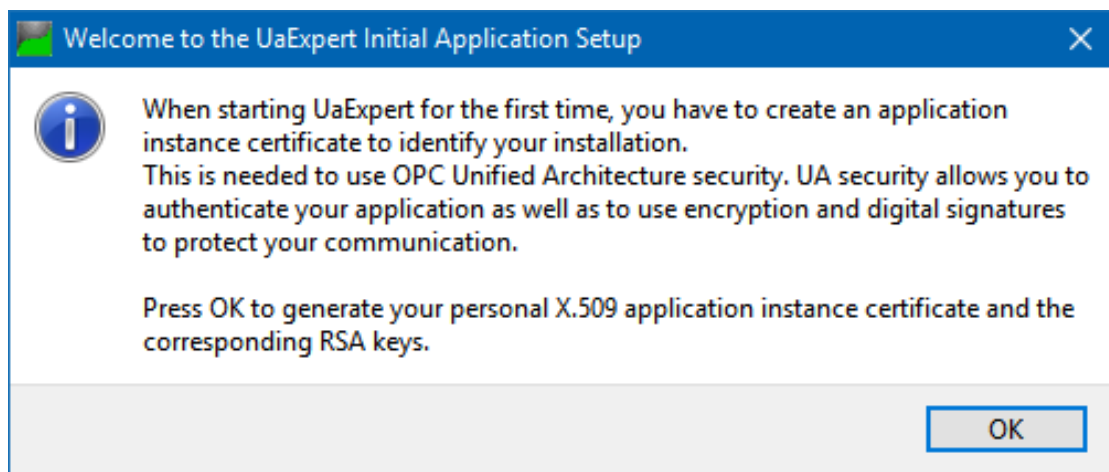 Welcome to the UaExpert Initial Application Setup
When starting UaExpert for the first time, you have to create an application
instance certificate to identify your installation.
This is needed to use OPC Unified Architecture security. UA security allows you to
authenticate your application as well as to use encryption and digital signatures
to protect your communication.
Press OK to generate your personal X.509 application instance certificate and the
corresponding RSA keys.
OK